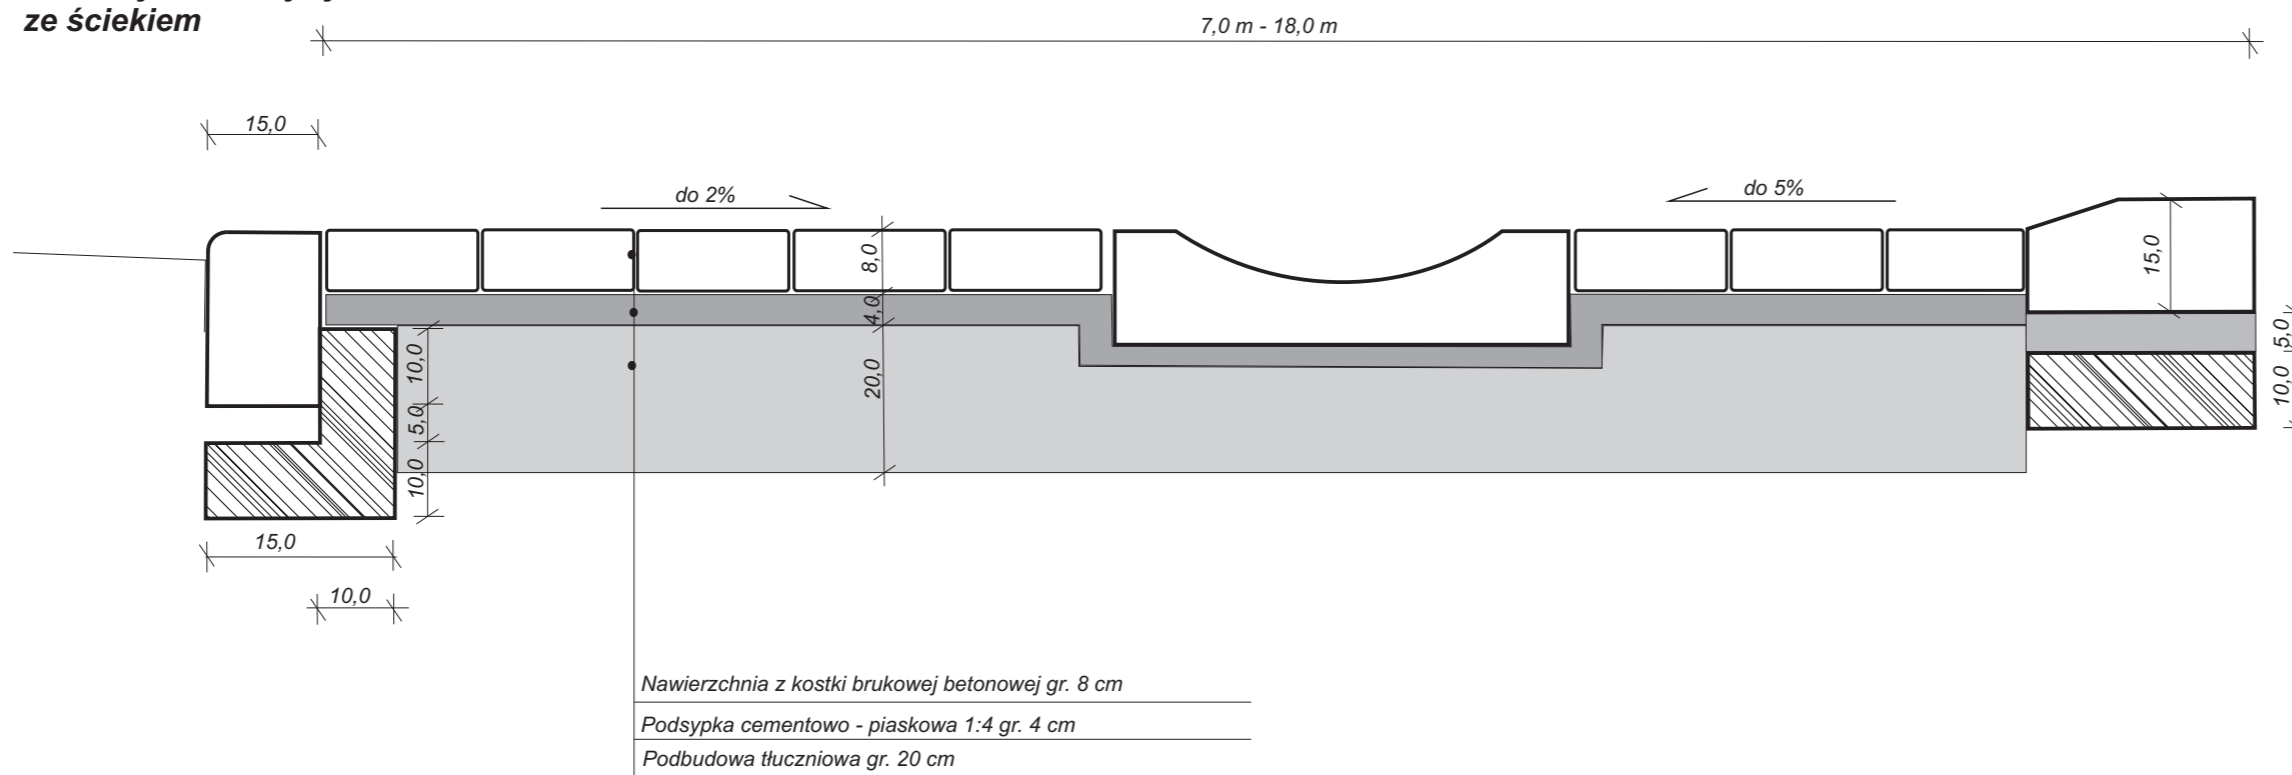 ze ściekiem
7,0 m - 18,0 m
15,0
do 2%
do 5%
8,0
15,0
4,0
5,0
10,0
20,0
10,0
5,0
10,0
15,0
10,0
Nawierzchnia z kostki brukowej betonowej gr. 8 cm
Podsypka cementowo - piaskowa 1:4 gr. 4 cm
Podbudowa tłuczniowa gr. 20 cm